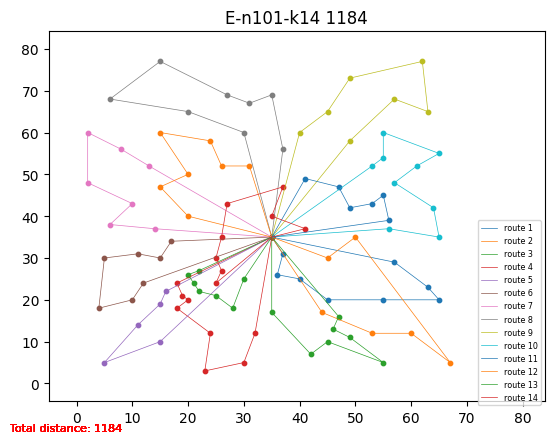 E-n101-k14 1184
80
70
60
50
40
30
20
10
0
0 10 20 30 40 50 60 70 80
route 1
route 2
route 3
route 4
route 5
route 6
route 7
route 8
route 9
route 10
route 11
route 12
route 13
route 14
Total distance: 1184